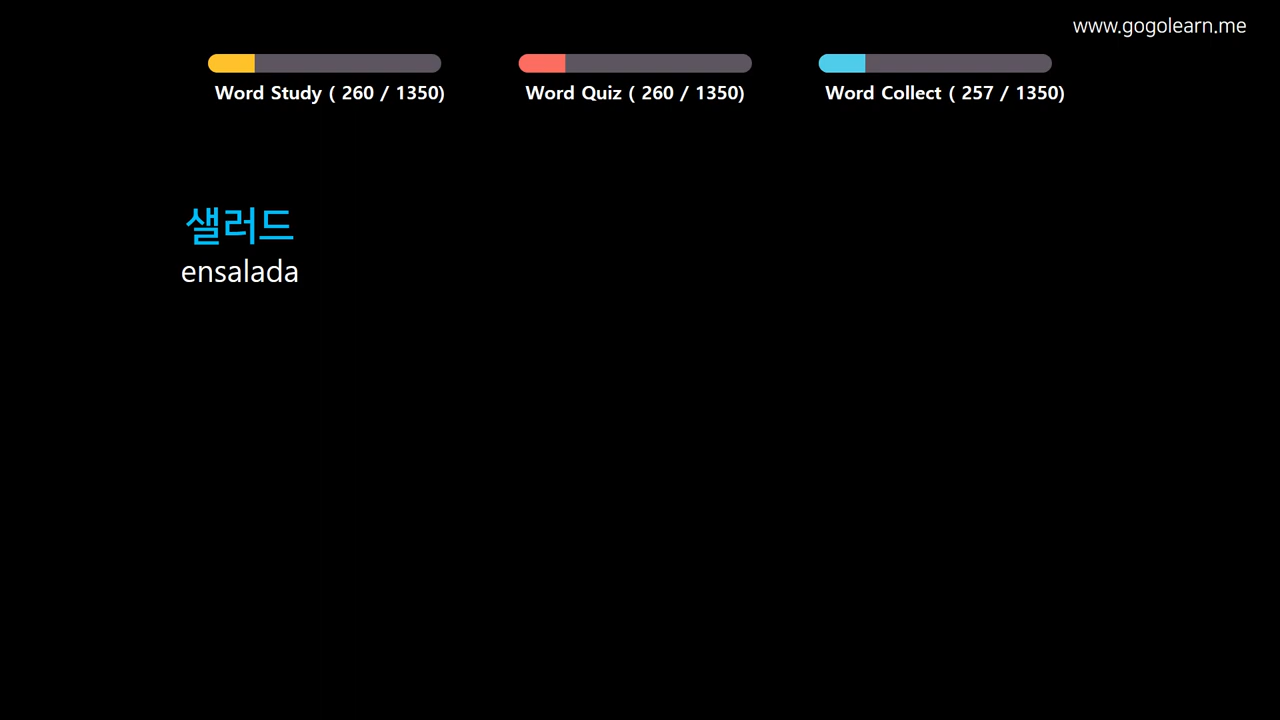 www.gogolearn.me
Word Study ( 260 / 1350)
Word Quiz ( 260 / 1350)
Word Collect ( 257 / 1350)
샐러드
ensalada